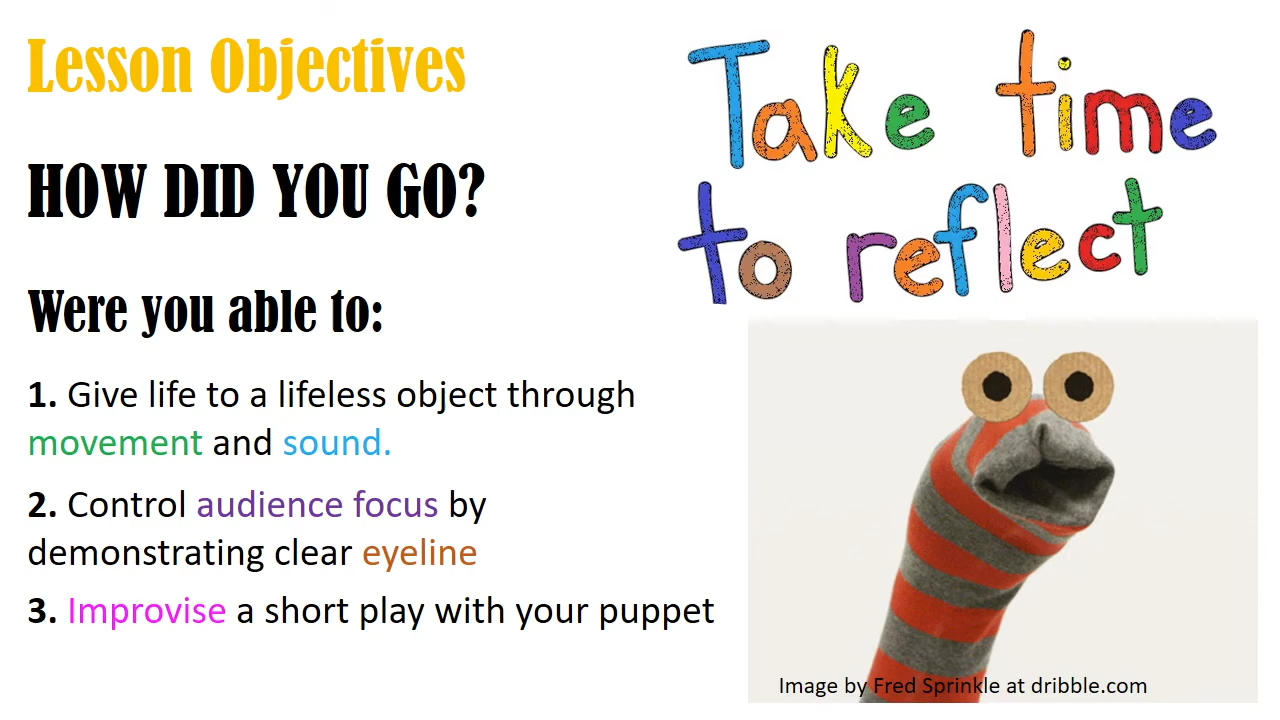 Lesson Objectives
HOW DID YOU GO?
Were you able to:
1. Give life to a lifeless object through
movement and sound.
2. Control audience focus by
demonstrating clear eyeline
3. Improvise a short play with your puppet
Take time
to reflect
Image by Fred Sprinkle at dribble.com